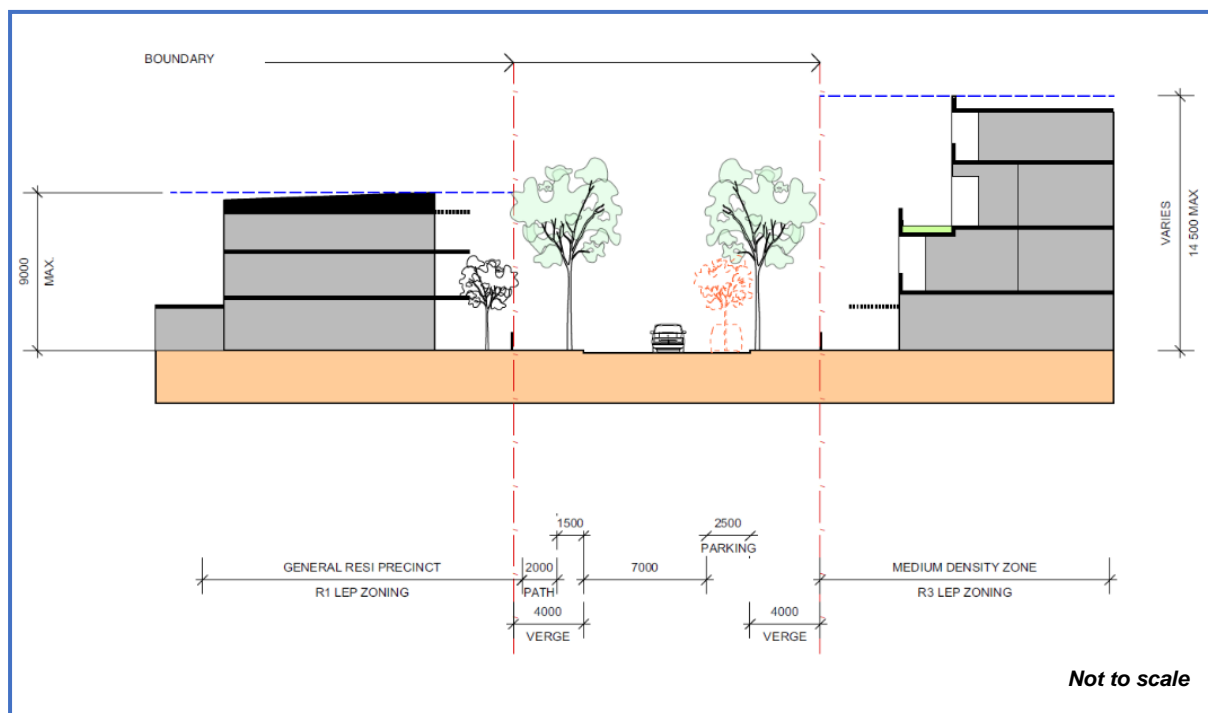 BOUNDARY
9000
MAX.
VARIES
14 500 MAX
1500
2500
PARKING
GENERAL RESI PRECINCT
2000
7000
MEDIUM DENSITY ZONE
R1 LEP ZONING
PATH
R3 LEP ZONING
4000
4000
VERGE
VERGE
Not to scale